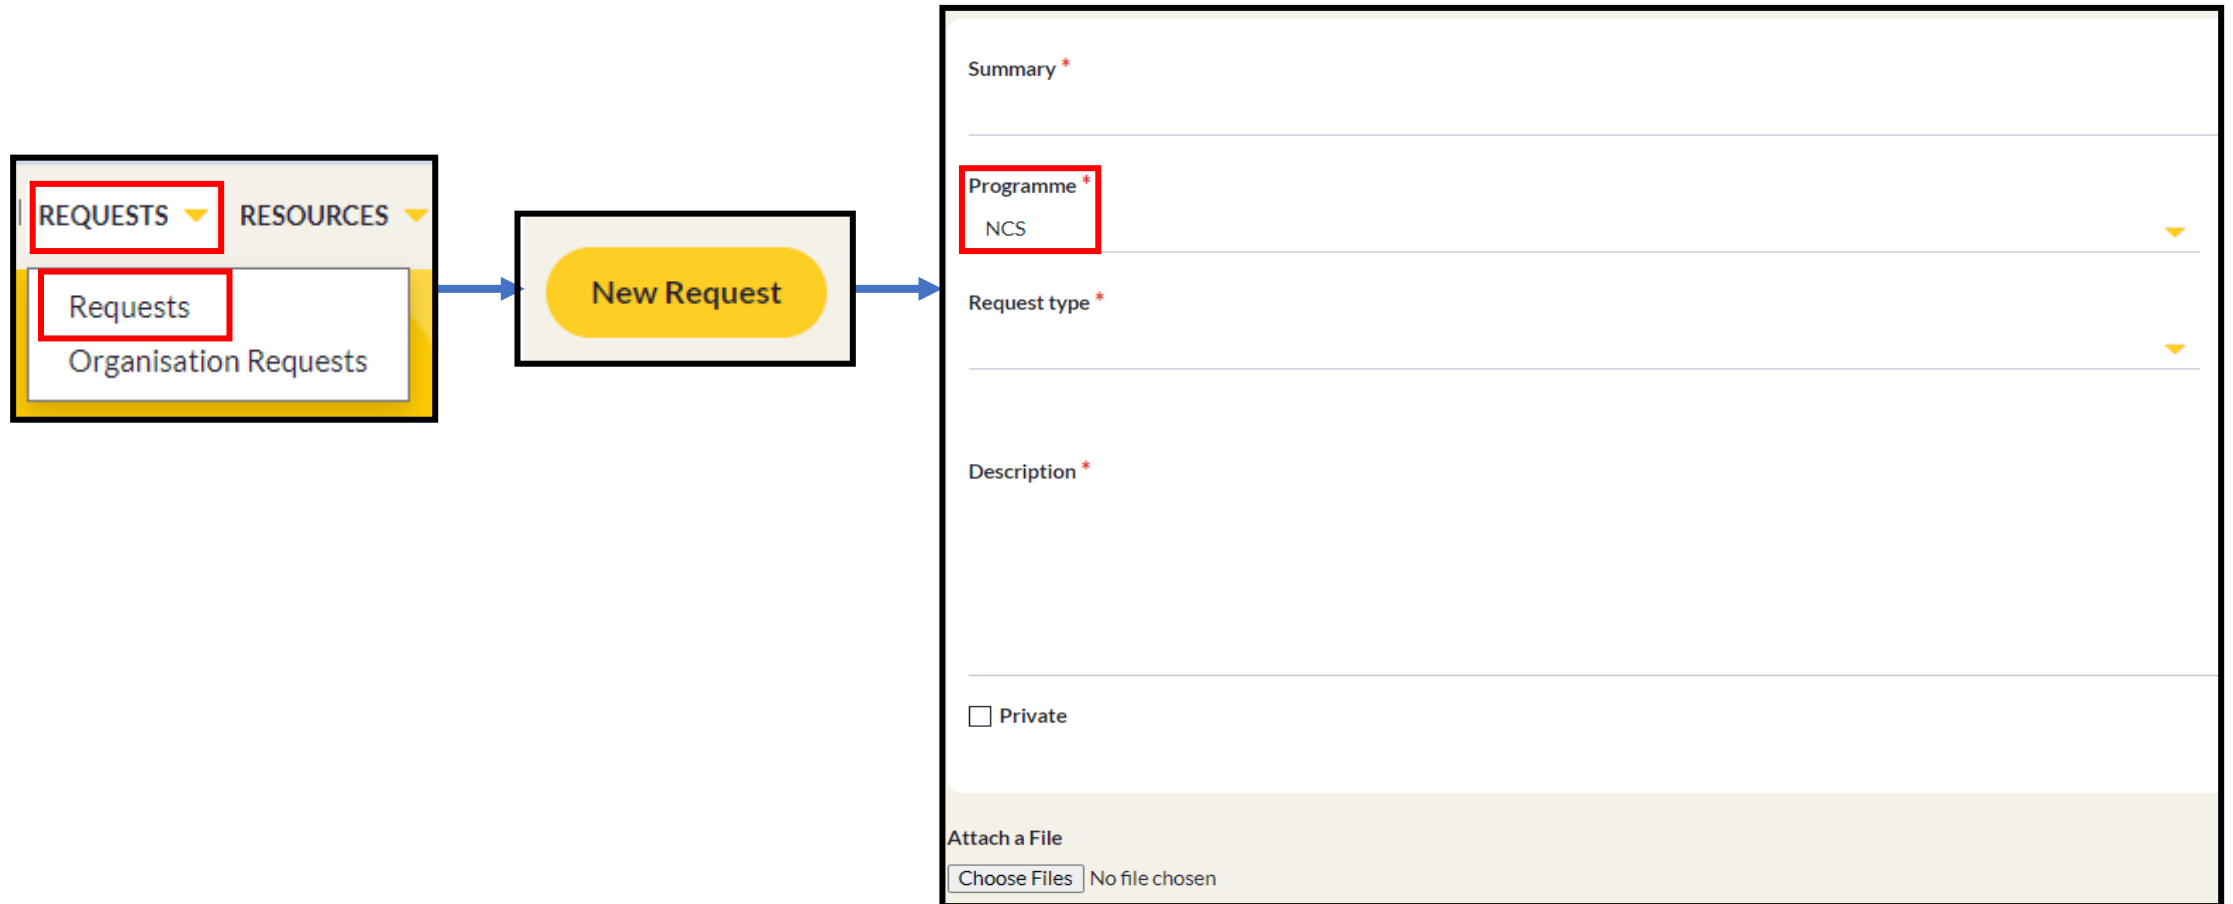 REQUESTS RESOURCES
Requests
Organisation Requests
New Request
Summary *
Programme *
NCS
Request type *
Description *
Private
Attach a File
Choose Files No file chosen